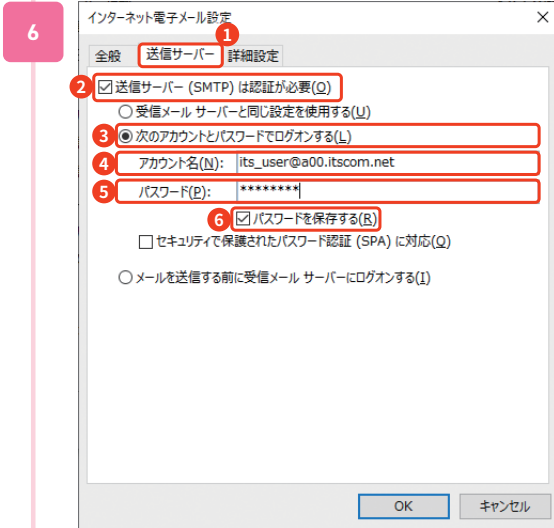 6
インターネット電子メール設定
×
1
全般 送信サーバー 詳細設定
2 送信サーバー (SMTP) は認証が必要(O)
受信メール サーバーと同じ設定を使用する(U)
3 次のアカウントとパスワードでログオンする(L)
4 アカウント名(N): its_user@a00.itscom.net
5 パスワード(P): ********
6 パスワードを保存する(R)
セキュリティで保護されたパスワード認証 (SPA) に対応(Q)
メールを送信する前に受信メール サーバーにログオンする(I)
OK キャンセル